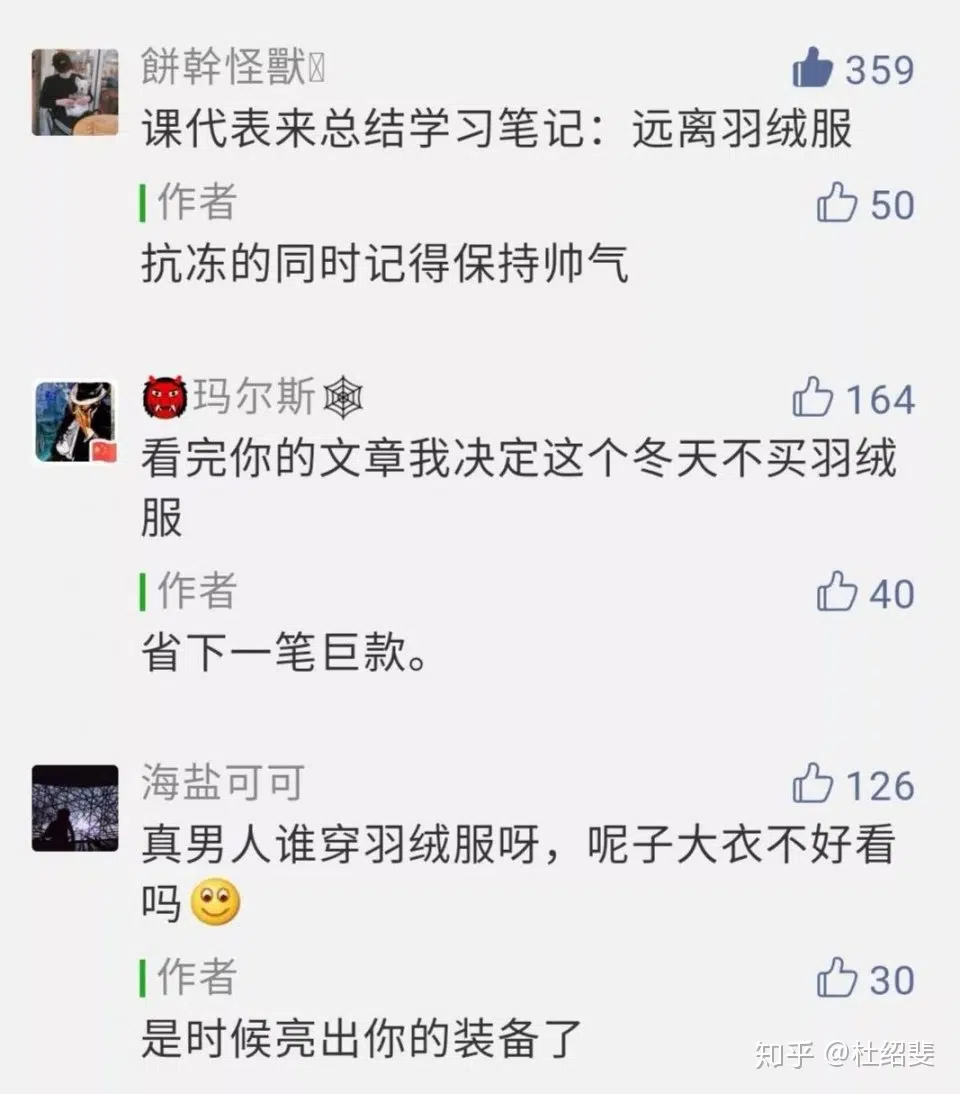 餅幹怪獸
359
课代表来总结学习笔记：远离羽绒服
作者
50
抗冻的同时记得保持帅气
玛尔斯
164
看完你的文章我决定这个冬天不买羽绒
服
作者
40
省下一笔巨款。
海盐可可
126
真男人谁穿羽绒服呀，呢子大衣不好看
吗
作者
30
是时候亮出你的装备了
知乎 @杜绍斐